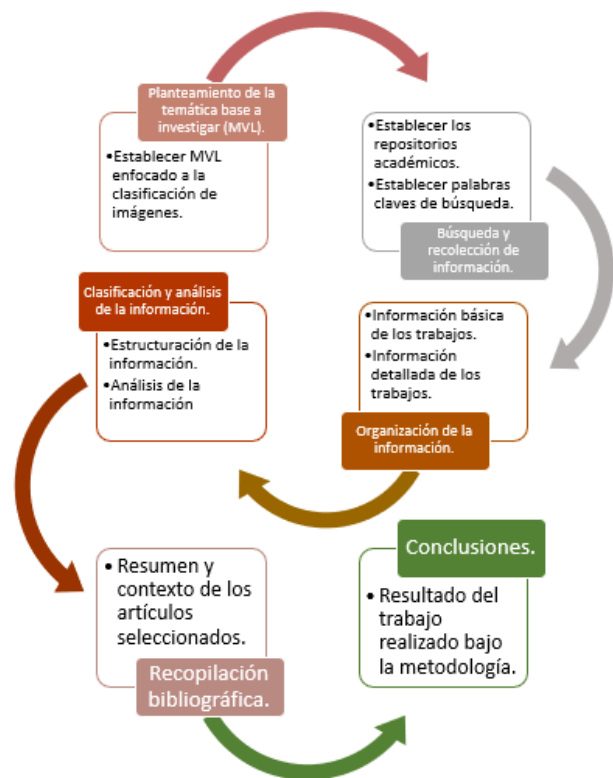 Planteamiento de la
temática base a
investigar (MVL).
•Establecer MVL
enfocado a la
clasificación de
imágenes.
•Establecer los
repositorios
académicos.
•Establecer palabras
claves de búsqueda.
Búsqueda y
recolección de
información.
•Información básica
de los trabajos.
•Información
detallada de los
trabajos.
Organización de la
información.
Clasificación y análisis
de la información.
•Estructuración de la
información.
•Análisis de la
información
• Resumen y
contexto de los
artículos
seleccionados.
Recopilación
bibliográfica.
Conclusiones.
• Resultado del
trabajo
realizado bajo
la metodología.